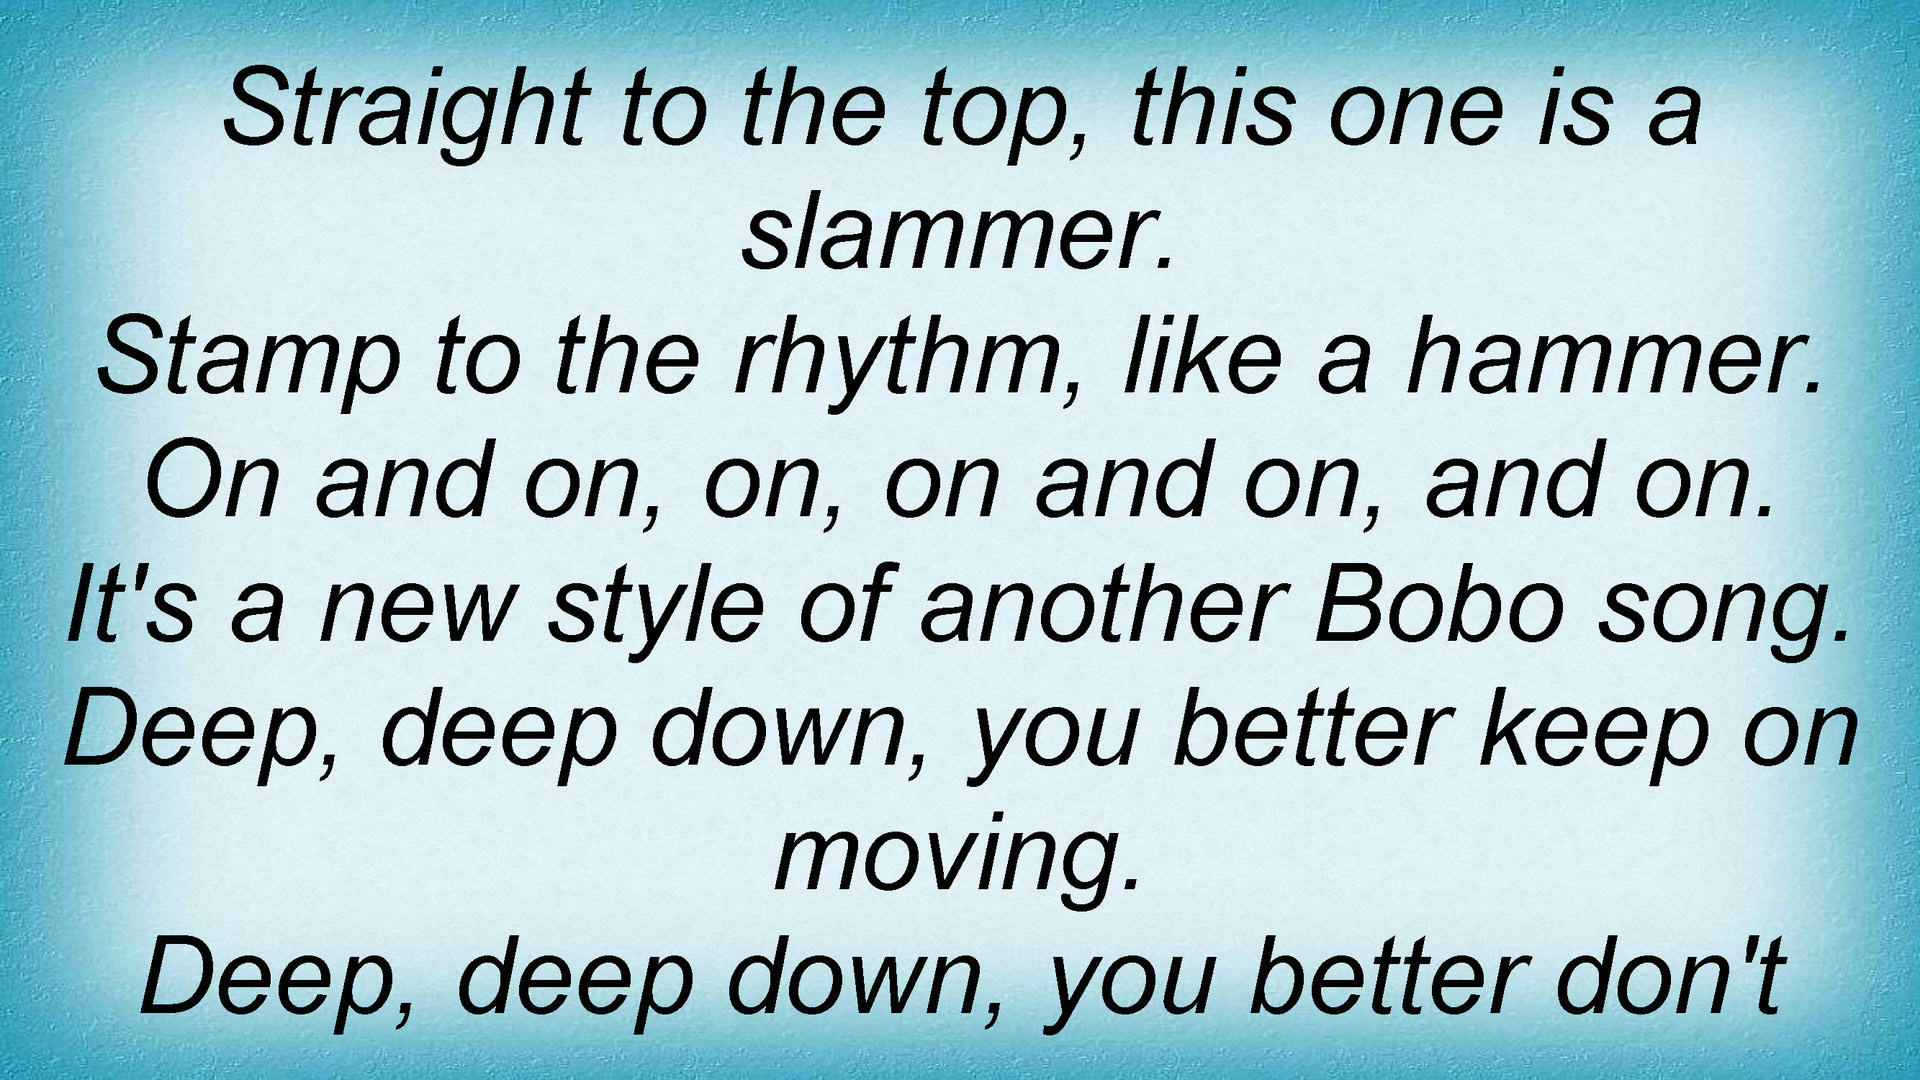 Straight to the top, this one is a
slammer.
Stamp to the rhythm, like a hammer.
On and on, on, on and on, and on.
It's a new style of another Bobo song.
Deep, deep down, you better keep on
moving.
Deep, deep down, you better don't